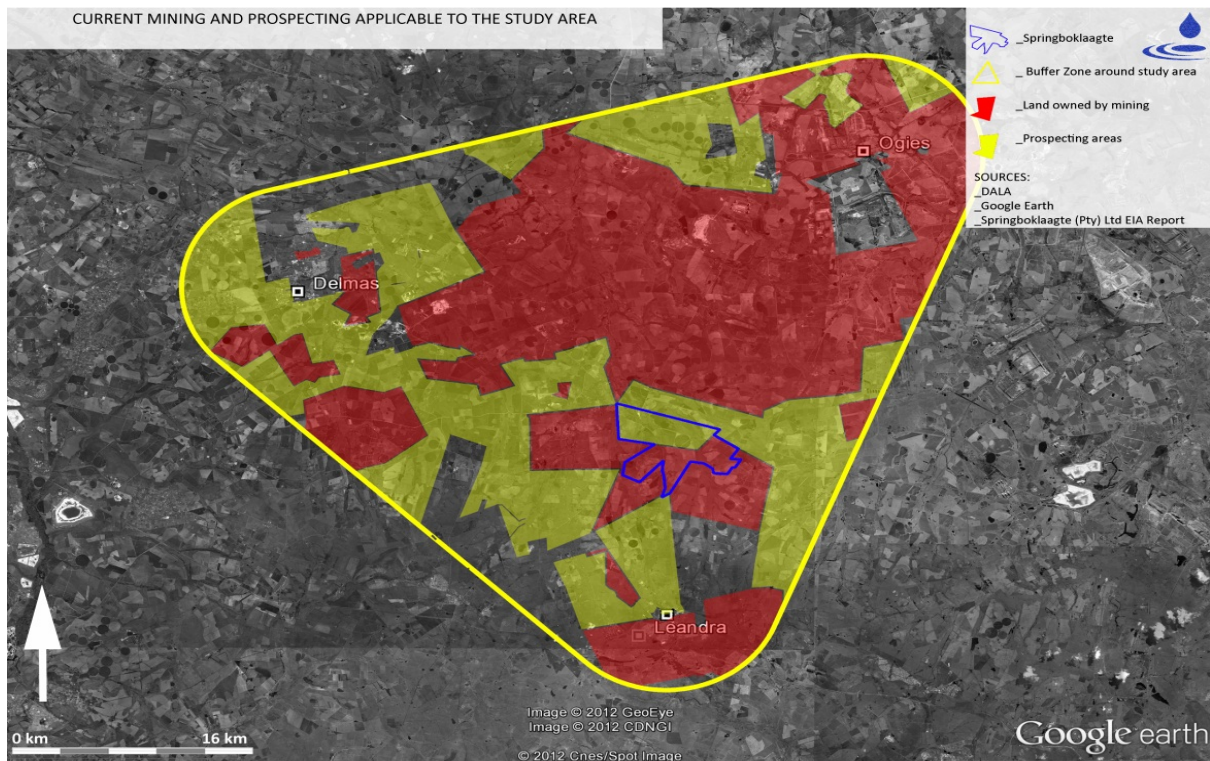 CURRENT MINING AND PROSPECTING APPLICABLE TO THE STUDY AREA
_Springboklaagte
_ Buffer Zone around study area
_Land owned by mining
_Prospecting areas
SOURCES:
_DALA
_Google Earth
_Springboklaagte (Pty) Ltd EIA Report
Ogies
Delmas
Leandra
Image © 2012 GeoEye
Image © 2012 CDNGI
© 2012 Cnes/Spot Image
0 km 16 km
Google earth